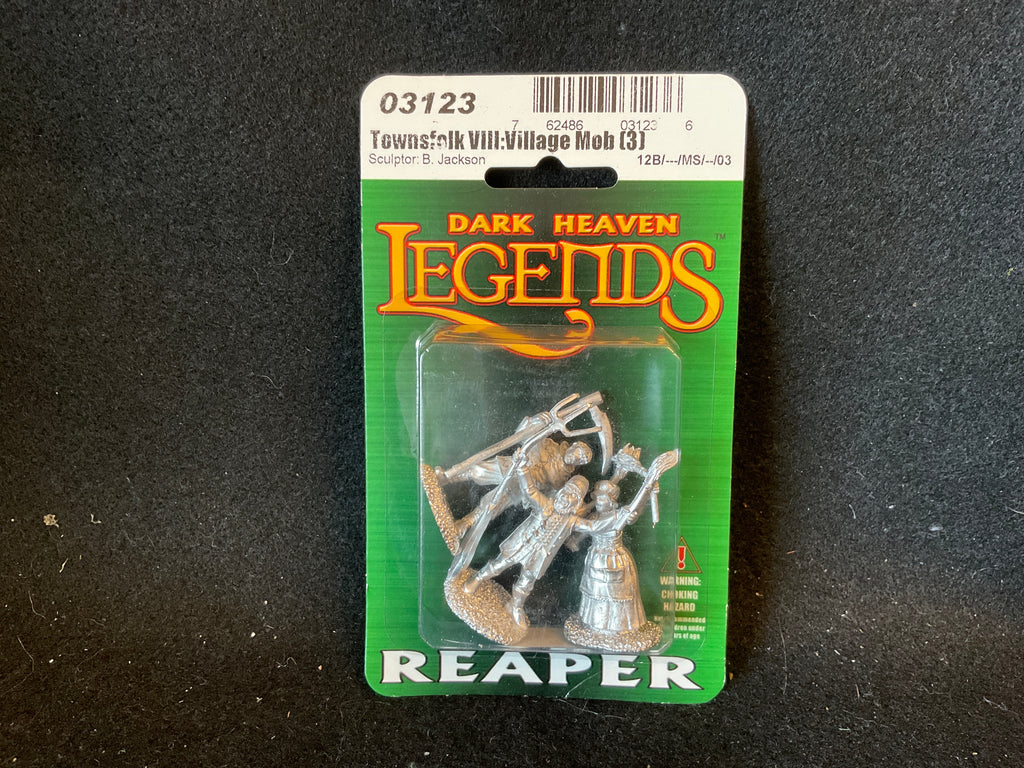 03123
7 62486 03123 6
Townsfolk VIII:Village Mob (3)
Sculptor: B. Jackson 12B/---/MS/--/03
DARK HEAVEN
LEGENDS™
WARNING:
CHOKING
HAZARD
REAPER